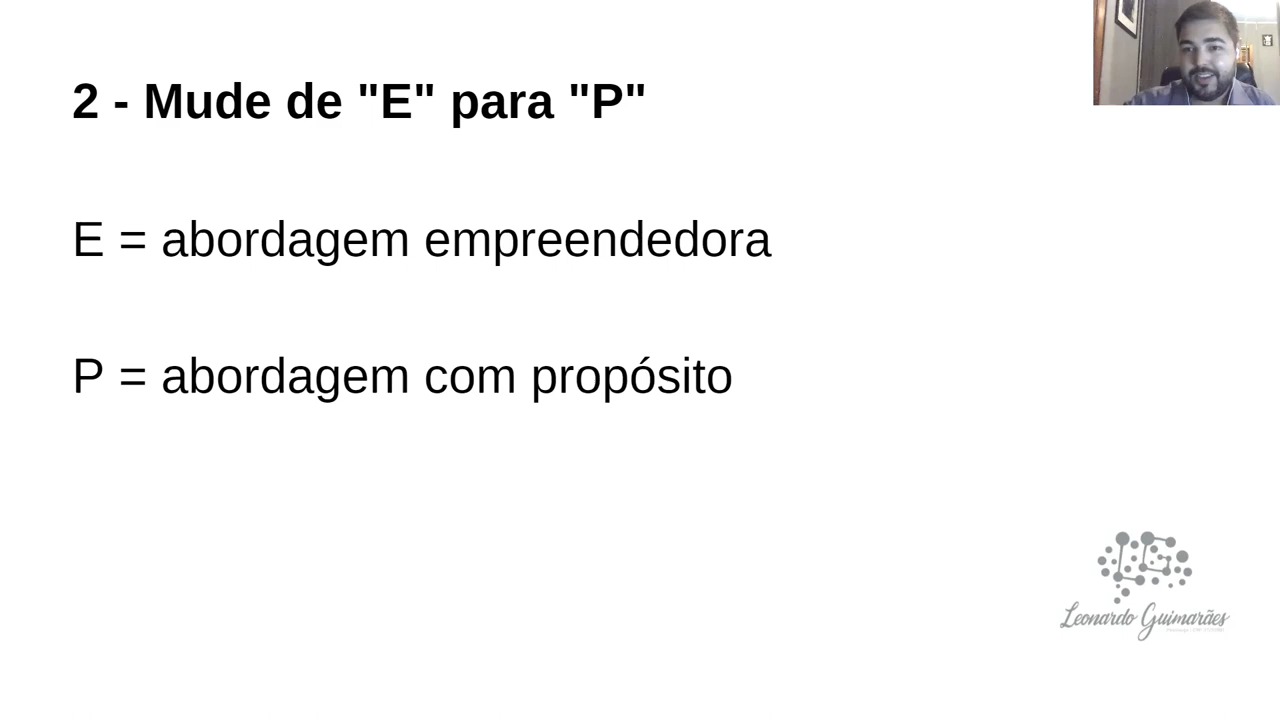 2 - Mude de "E" para "P"
E = abordagem empreendedora
P = abordagem com propósito
Leonardo Guimarães